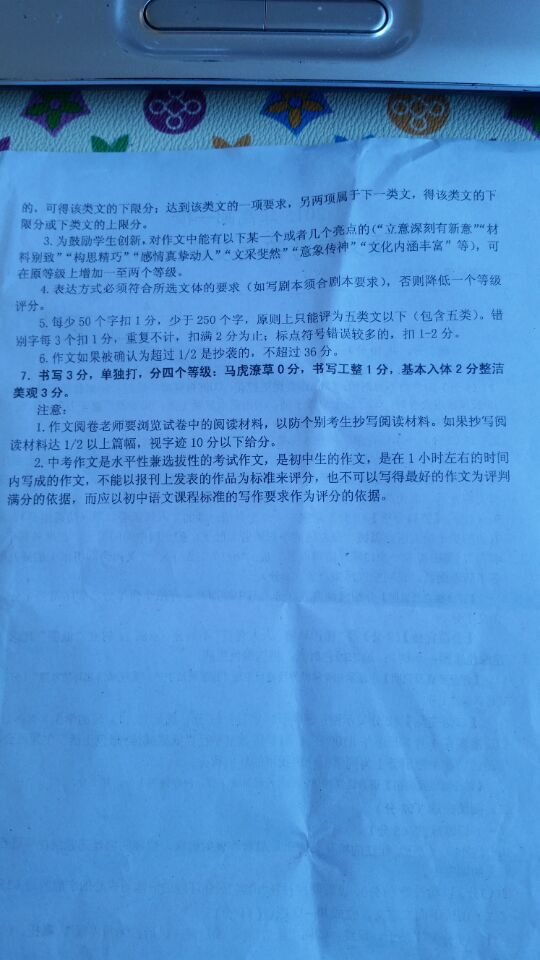 的，可得该类文的下限分；达到该类文的一项要求，另两项属于下一类文，得该类文的下
限分或下类文的上限分。
3.为鼓励学生创新，对作文中能有以下某一个或者几个亮点的（“立意深刻有新意”“材
料别致”“构思精巧”“感情真挚动人”“文采斐然”“意象传神”“文化内涵丰富”等），可
在原等级上增加一至两个等级。
4.表达方式必须符合所选文体的要求（如写剧本须合剧本要求），否则降低一个等级
评分。
5.每少50个字扣1分，少于250个字，原则上只能评为五类文以下（包含五类）。错
别字每3个扣1分，重复不计，扣满2分为止；标点符号错误较多的，扣1-2分。
6.作文如果被确认为超过1/2是抄袭的，不超过36分。
7．书写3分，单独打，分四个等级：马虎潦草0分，书写工整1分，基本入体2分整洁
美观3分。
注意：
1.作文阅卷老师要浏览试卷中的阅读材料，以防个别考生抄写阅读材料。如果抄写阅
读材料达1/2以上篇幅，视字迹10分以下给分。
2.中考作文是水平性兼选拔性的考试作文，是初中生的作文，是在1小时左右的时间
内写成的作文，不能以报刊上发表的作品为标准来评分，也不可以写得最好的作文为评判
满分的依据，而应以初中语文课程标准的写作要求作为评分的依据。